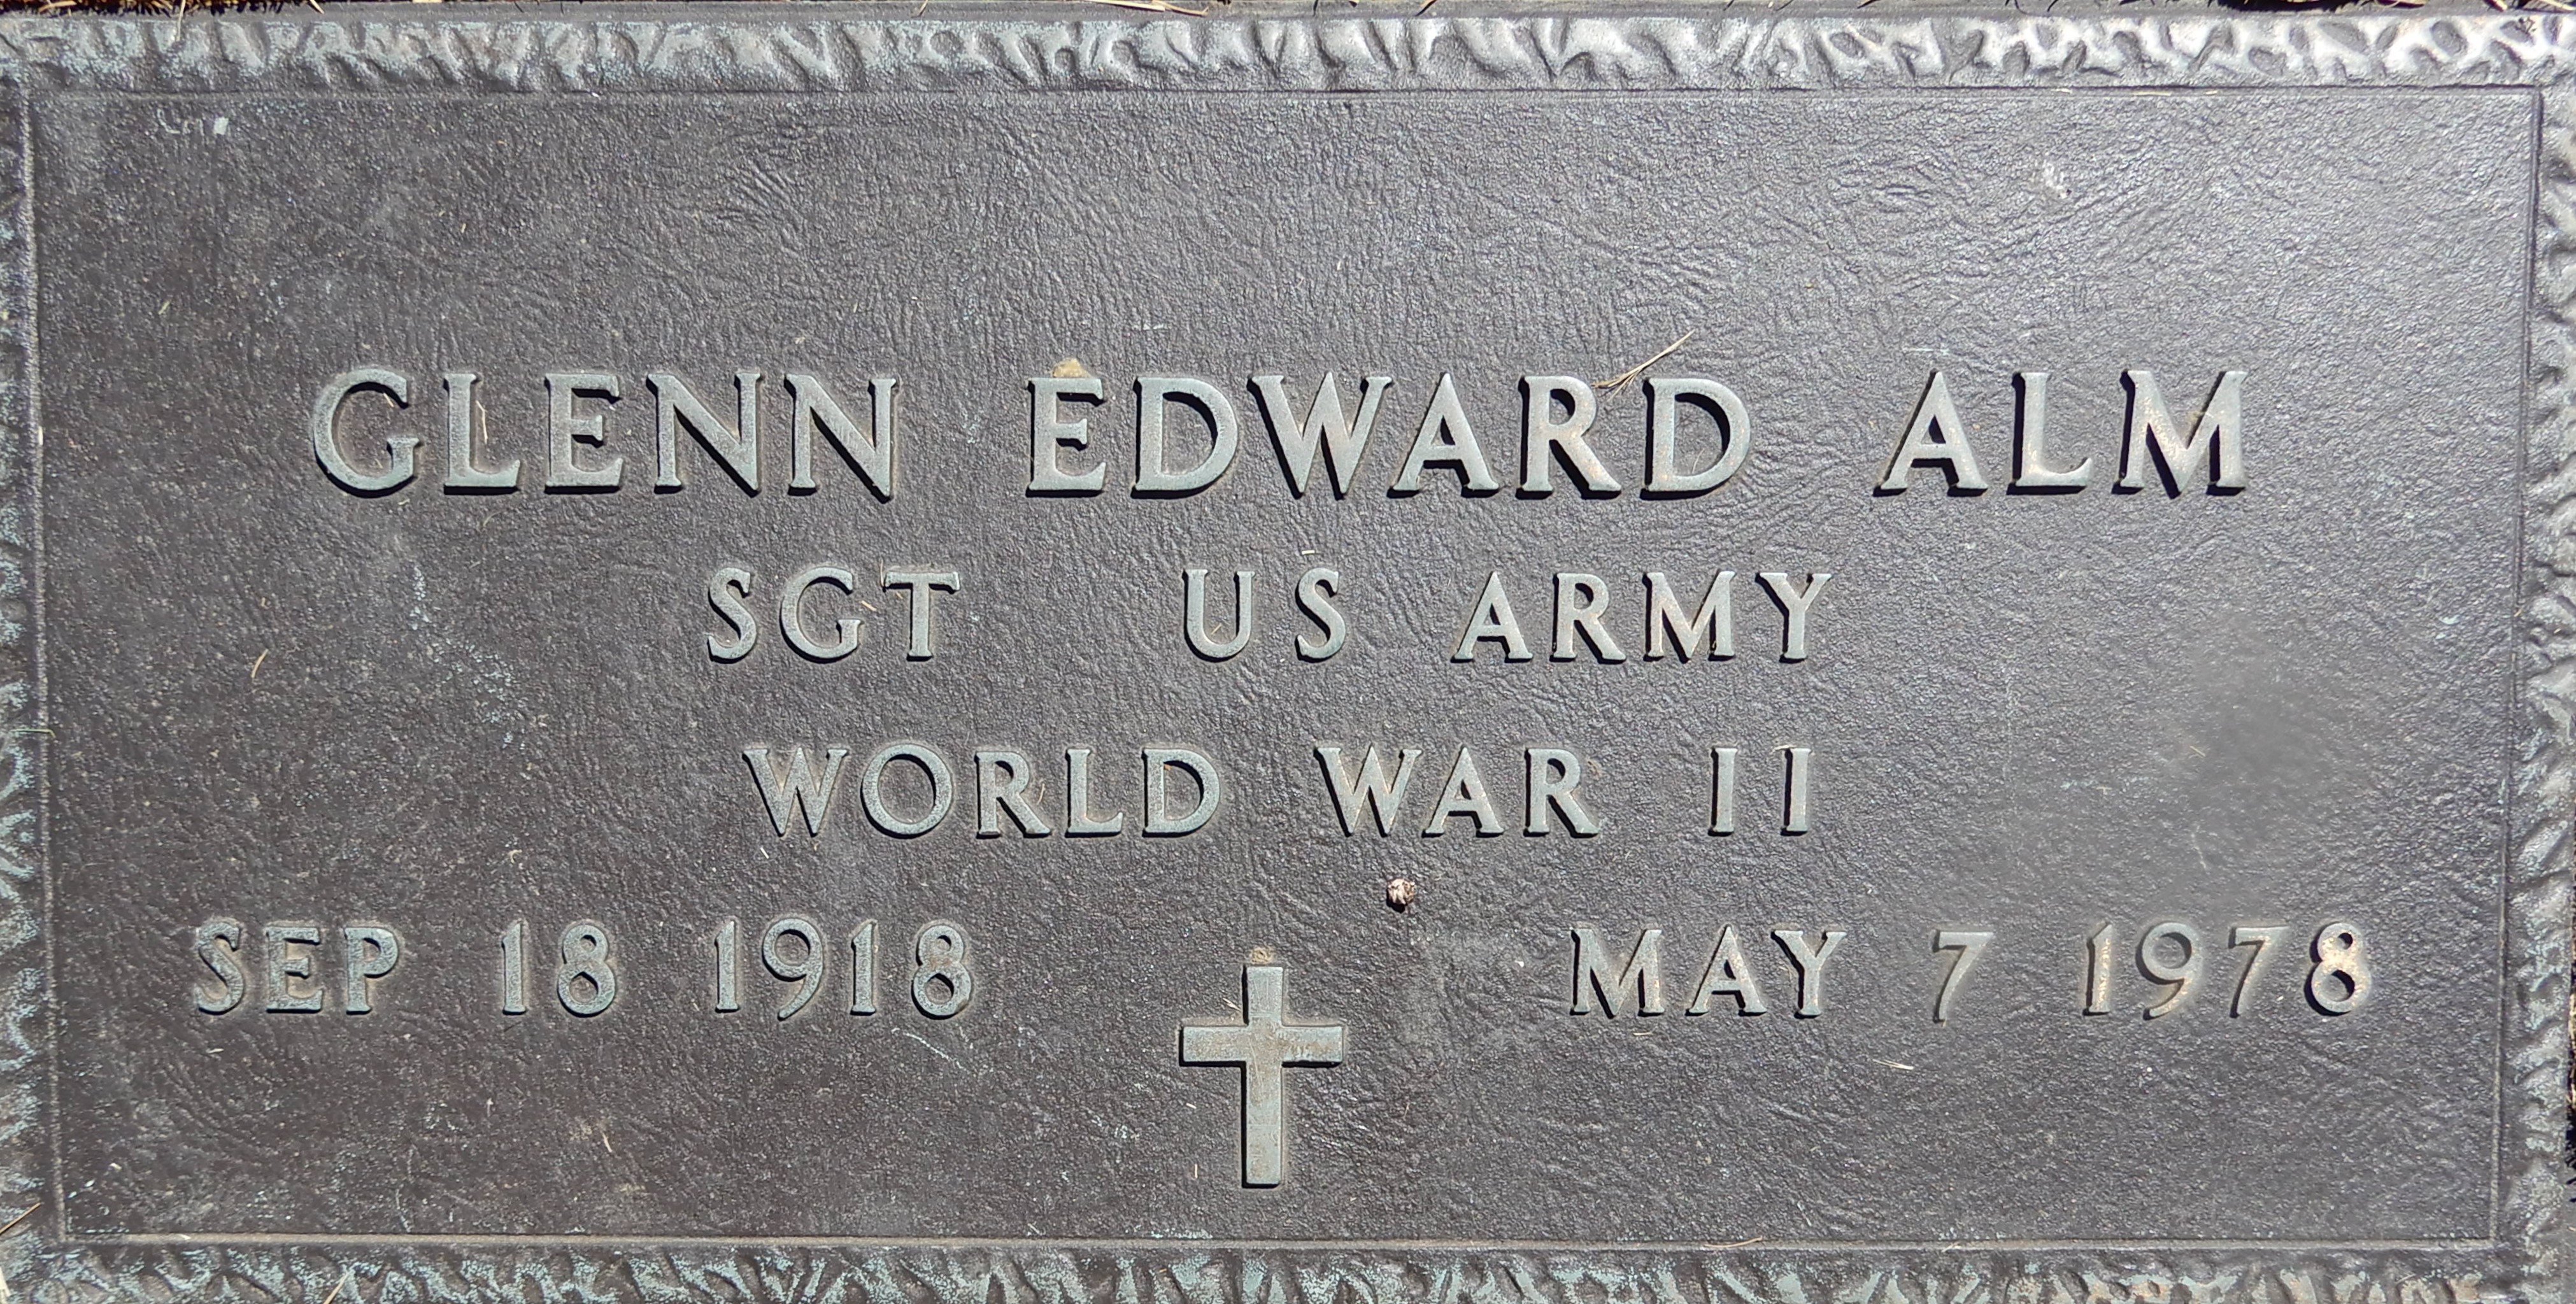 GLENN EDWARD ALM
SGT US ARMY
WORLD WAR II
SEP 18 1918 MAY 7 1978